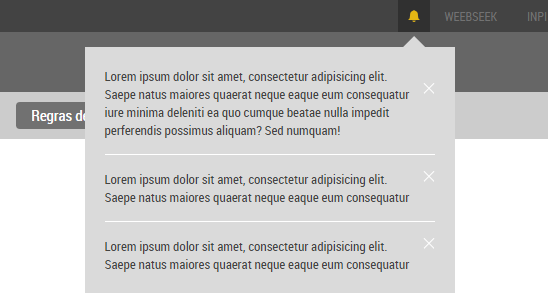 WEEBSEEK INPI
Lorem ipsum dolor sit amet, consectetur adipisicing elit.
Saepe natus maiores quaerat neque eaque eum consequatur
iure minima deleniti ea quo cumque beatae nulla impedit
perferendis possimus aliquam? Sed numquam!
Regras de
Lorem ipsum dolor sit amet, consectetur adipisicing elit.
Saepe natus maiores quaerat neque eaque eum consequatur
Lorem ipsum dolor sit amet, consectetur adipisicing elit.
Saepe natus maiores quaerat neque eaque eum consequatur